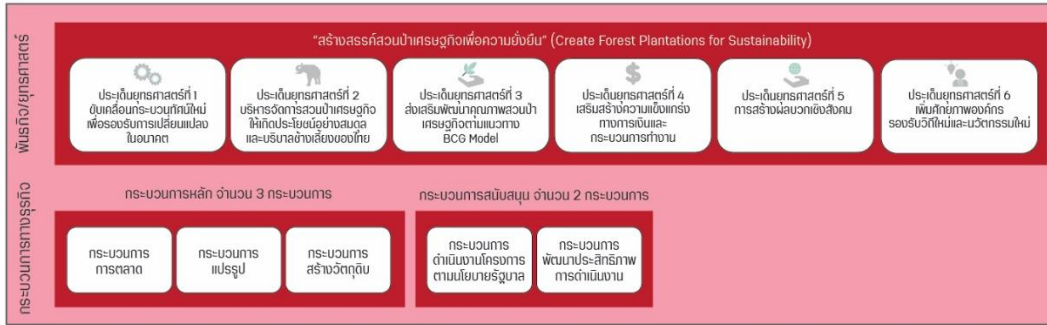 พันธกิจ/ยุทธศาสตร์
"สร้างสรรค์สวนป่าเศรษฐกิจเพื่อความยั่งยืน" (Create Forest Plantations for Sustainability)
ประเด็นยุทธศาสตร์ที่ 1
ขับเคลื่อนกระบวนทัศน์ใหม่
เพื่อรองรับการเปลี่ยนแปลง
ในอนาคต
ประเด็นยุทธศาสตร์ที่ 2
บริหารจัดการสวนป่าเศรษฐกิจ
ให้เกิดประโยชน์อย่างสมดุล
และบริบาลช้างเลี้ยงของไทย
ประเด็นยุทธศาสตร์ที่ 3
ส่งเสริมพัฒนาคุณภาพสวนป่า
เศรษฐกิจตามแนวทาง
BCG Model
ประเด็นยุทธศาสตร์ที่ 4
เสริมสร้างความแข็งแกร่ง
ทางการเงินและ
กระบวนการทำงาน
ประเด็นยุทธศาสตร์ที่ 5
การสร้างผลบวกเชิงสังคม
ประเด็นยุทธศาสตร์ที่ 6
เพิ่มศักยภาพองค์กร
รองรับวิถีใหม่และนวัตกรรมใหม่
กระบวนการทางธุรกิจ
กระบวนการหลัก จำนวน 3 กระบวนการ
กระบวนการ
การตลาด
กระบวนการ
แปรรูป
กระบวนการ
สร้างวัตถุดิบ
กระบวนการสนับสนุน จำนวน 2 กระบวนการ
กระบวนการ
ดำเนินงานโครงการ
ตามนโยบายรัฐบาล
กระบวนการ
พัฒนาประสิทธิภาพ
การดำเนินงาน